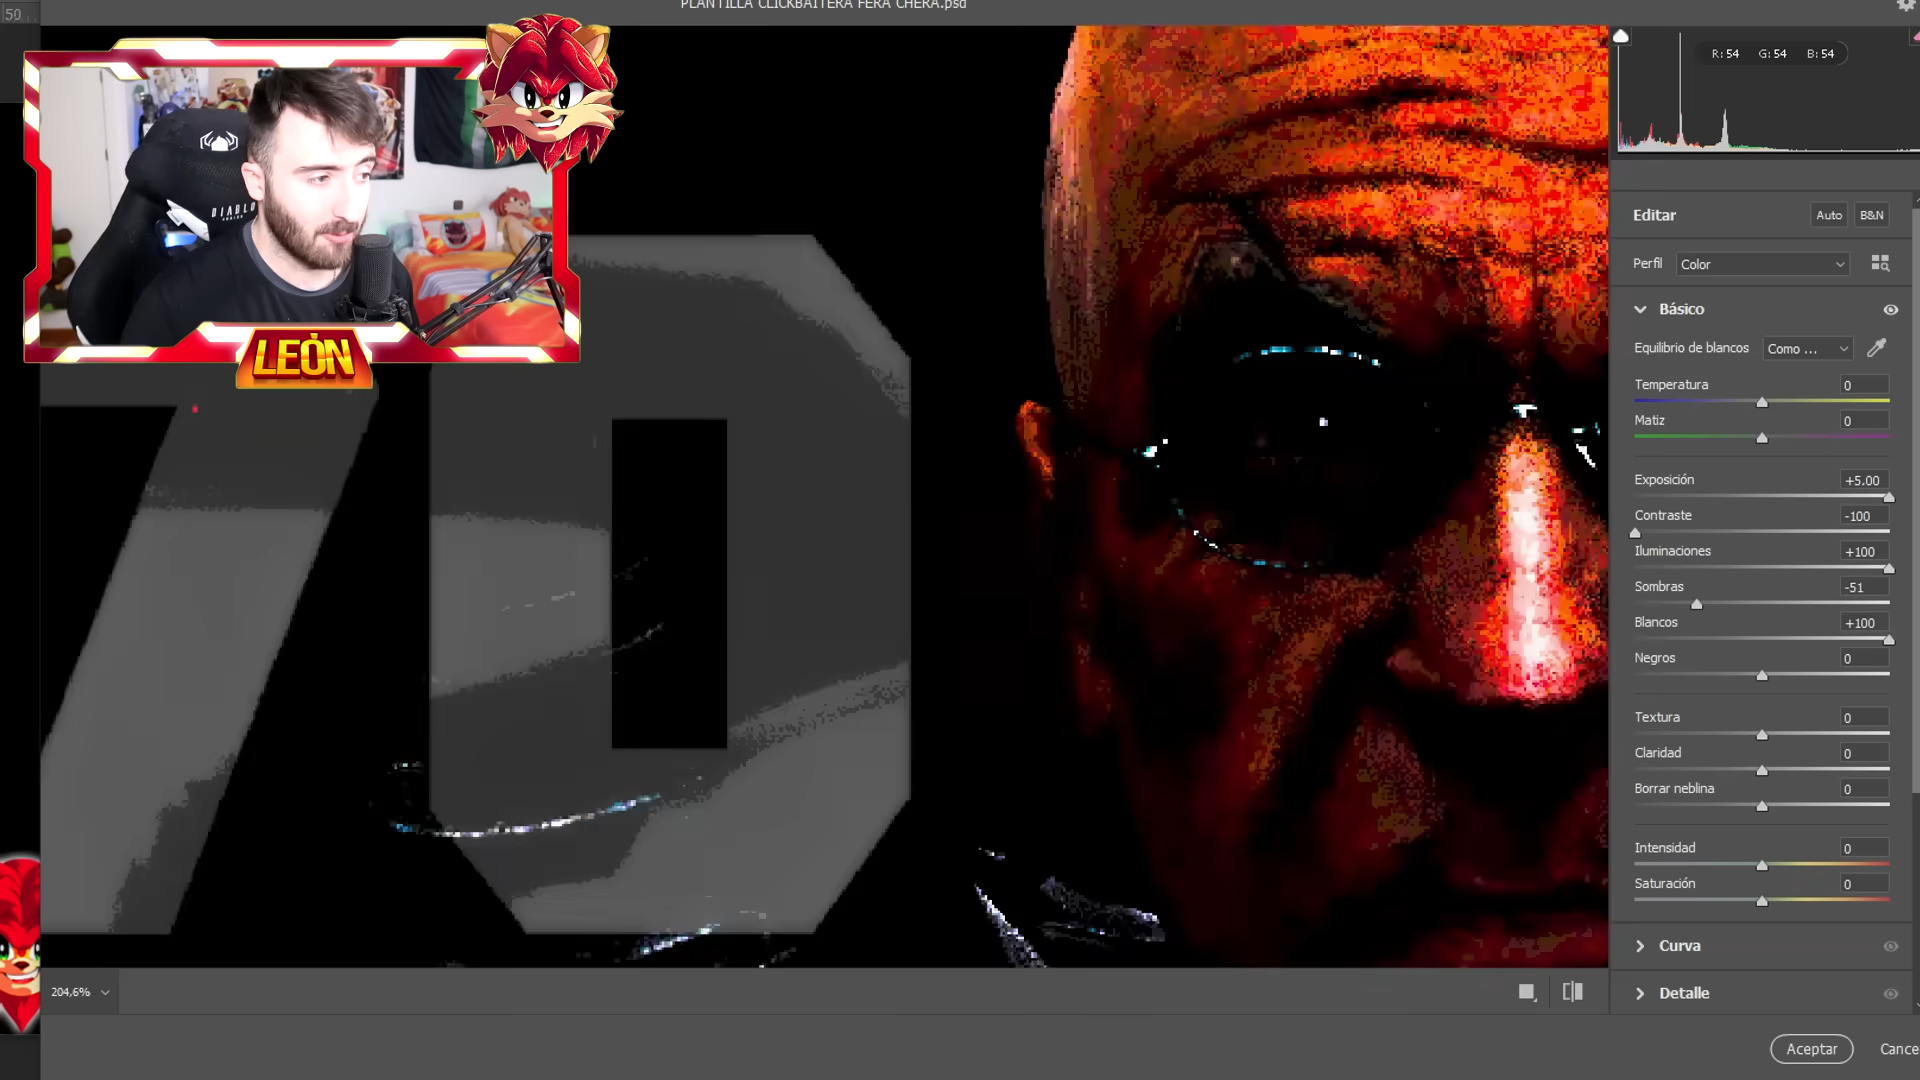 50
PLANTILLA CLICKBAITERA FERA CHERA.psd
R: 54 G: 54 B: 54
DIABLO
LEÓN
70
Editar Auto B&N
Perfil Color
Básico
Equilibrio de blancos Como ...
Temperatura 0
Matiz 0
Exposición +5.00
Contraste -100
Iluminaciones +100
Sombras -51
Blancos +100
Negros 0
Textura 0
Claridad 0
Borrar neblina 0
Intensidad 0
Saturación 0
Curva
Detalle
204,6%
Aceptar Cance